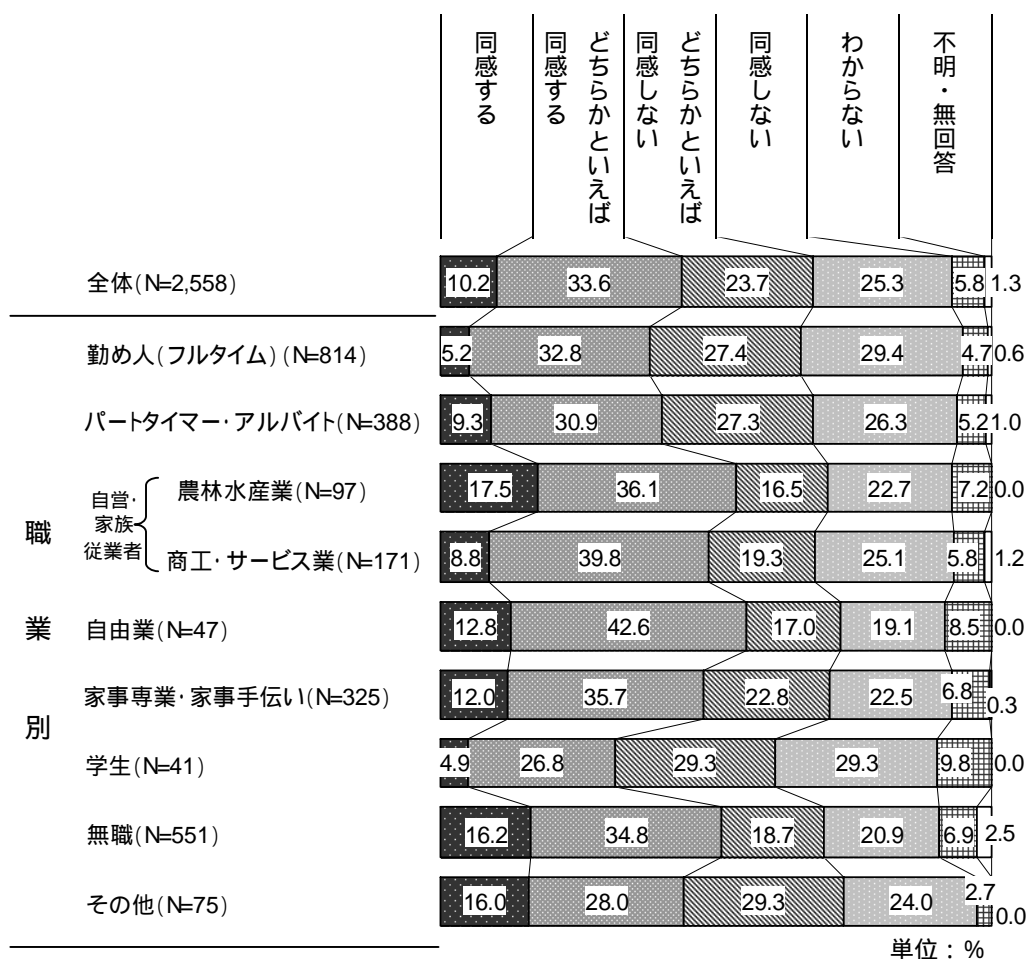 同感する
どちらかといえば
同感する
どちらかといえば
同感しない
同感しない
わからない
不明・無回答
全体(N=2,558)
10.2 33.6 23.7 25.3 5.8 1.3
職業別
勤め人(フルタイム)(N=814)
5.2 32.8 27.4 29.4 4.7 0.6
パートタイマー・アルバイト(N=388)
9.3 30.9 27.3 26.3 5.2 1.0
自営・
家族
従業者
農林水産業(N=97)
17.5 36.1 16.5 22.7 7.2 0.0
商工・サービス業(N=171)
8.8 39.8 19.3 25.1 5.8 1.2
自由業(N=47)
12.8 42.6 17.0 19.1 8.5 0.0
家事専業・家事手伝い(N=325)
12.0 35.7 22.8 22.5 6.8 0.3
学生(N=41)
4.9 26.8 29.3 29.3 9.8 0.0
無職(N=551)
16.2 34.8 18.7 20.9 6.9 2.5
その他(N=75)
16.0 28.0 29.3 24.0 2.7 0.0
単位:%